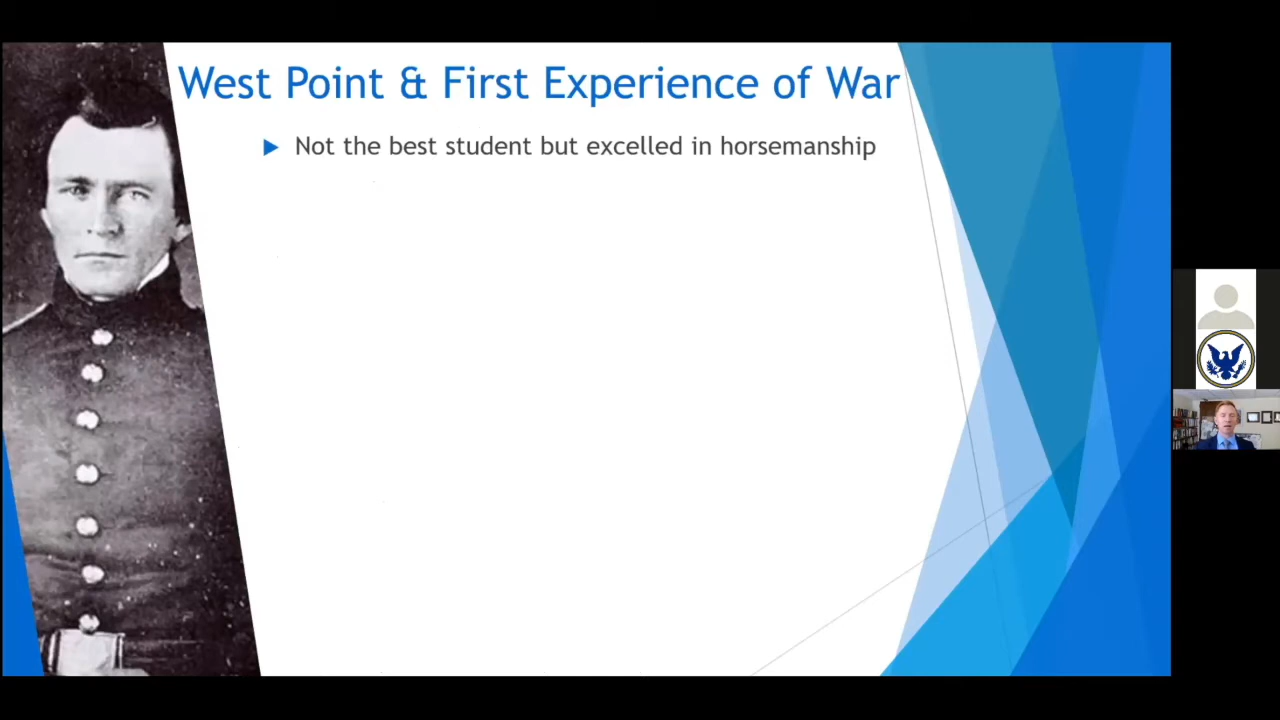 West Point & First Experience of War
Not the best student but excelled in horsemanship